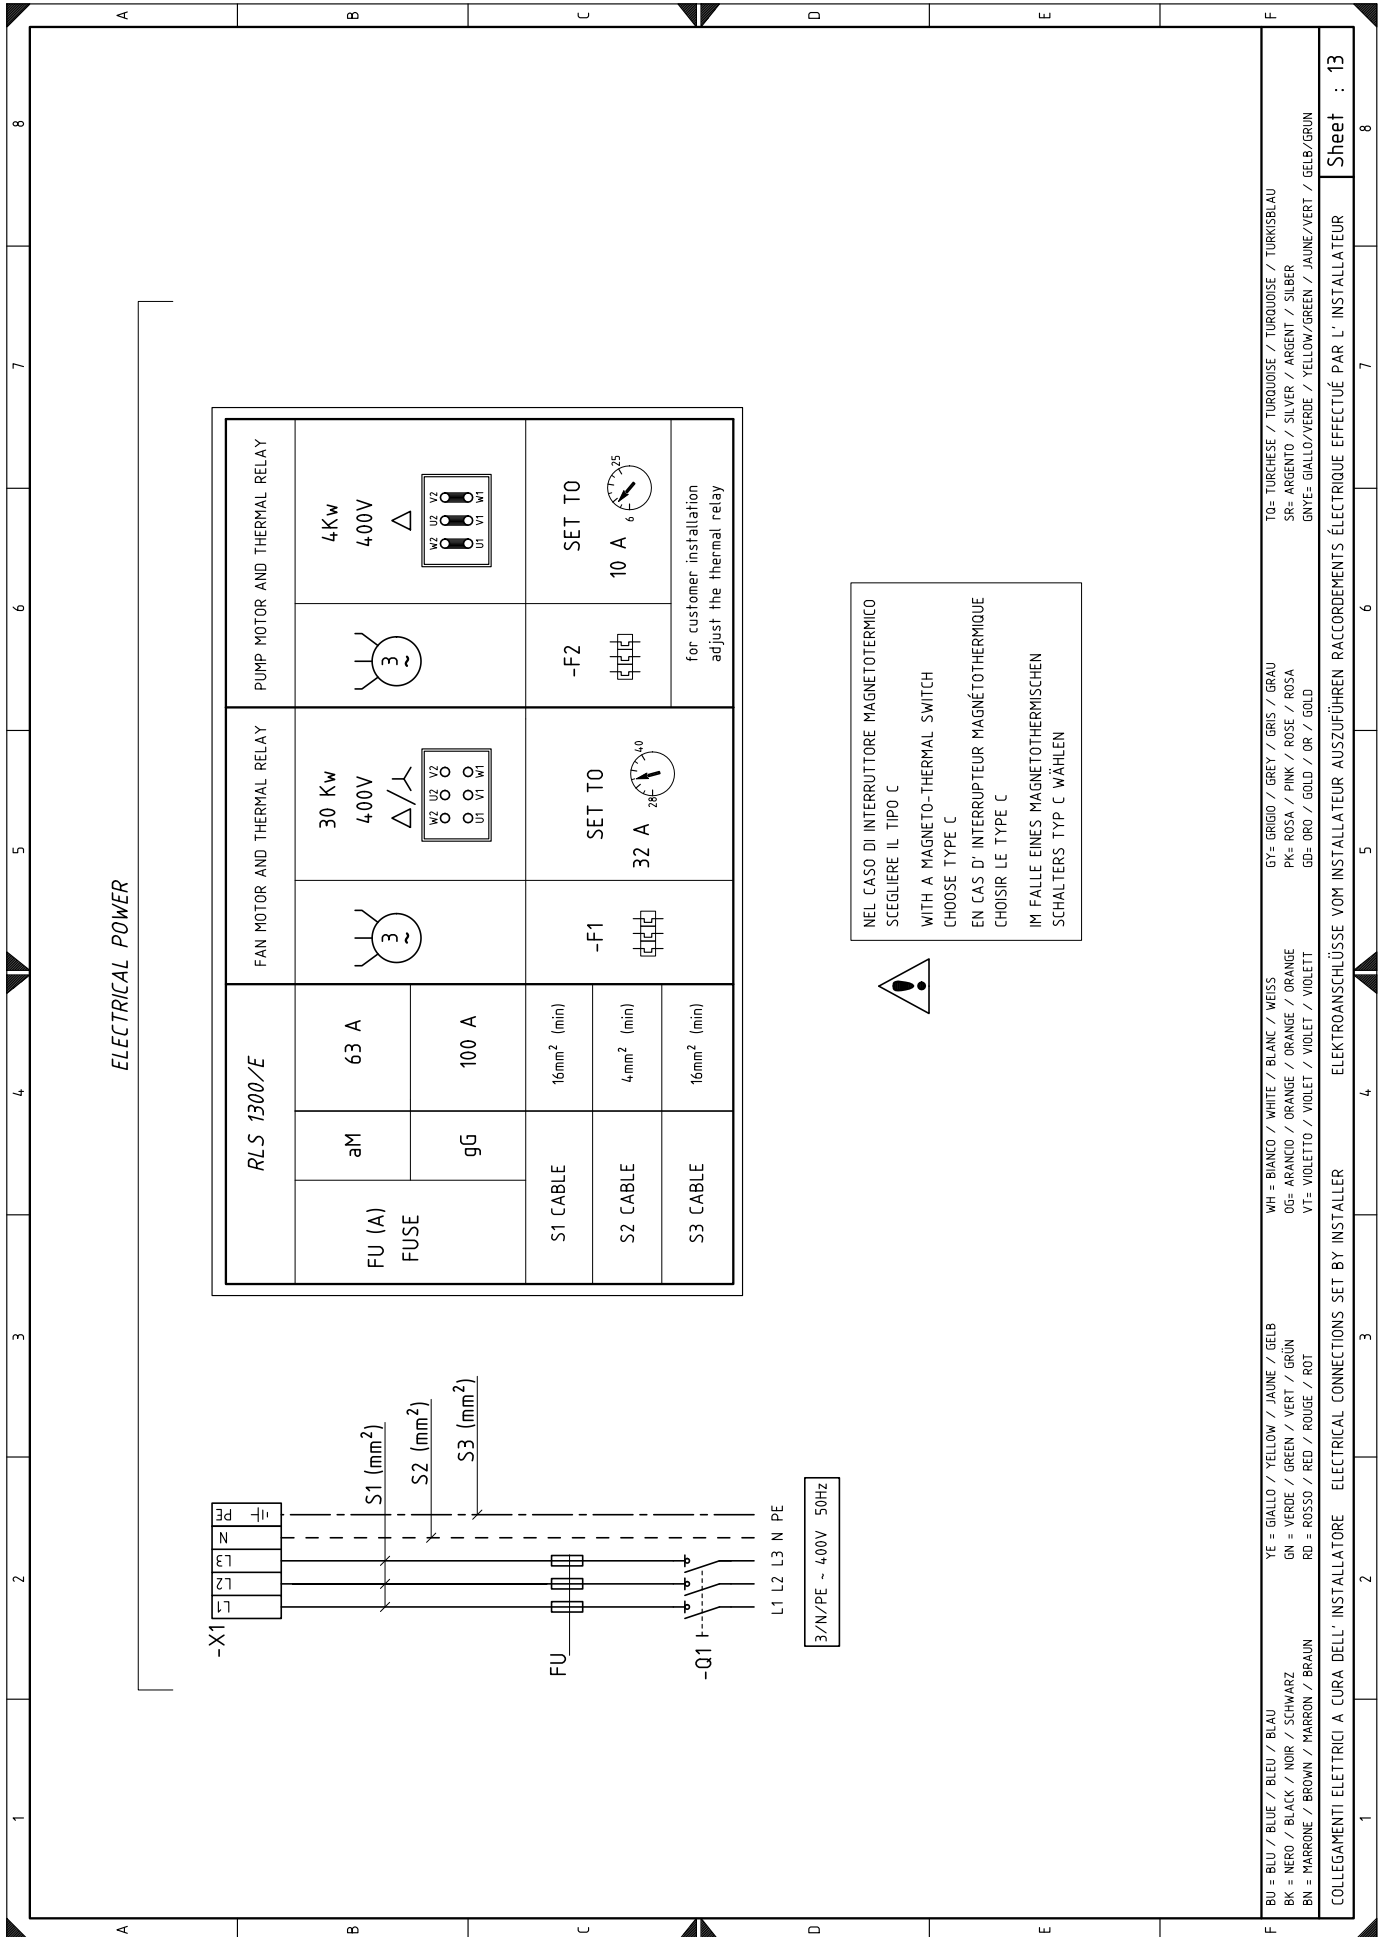 1 2 3 4 5 6 7 8
A
B
C
D
E
F
ELECTRICAL POWER
-X1
L1 L2 L3 N PE
S1 (mm²)
S2 (mm²)
S3 (mm²)
FU
-Q1
L1 L2 L3 N PE
3/N/PE ~ 400V 50Hz
RLS 1300/E
FU (A)
FUSE
aM
63 A
gG
100 A
S1 CABLE
16mm² (min)
S2 CABLE
4mm² (min)
S3 CABLE
16mm² (min)
FAN MOTOR AND THERMAL RELAY
3
~
30 Kw
400V
△/
W2 U2 V2
U1 V1 W1
-F1
SET TO
32 A
28
40
PUMP MOTOR AND THERMAL RELAY
3
~
4Kw
400V
△
W2 U2 V2
U1 V1 W1
-F2
SET TO
10 A
6
25
for customer installation
adjust the thermal relay
NEL CASO DI INTERRUTTORE MAGNETOTERMICO
SCEGLIERE IL TIPO C
WITH A MAGNETO-THERMAL SWITCH
CHOOSE TYPE C
EN CAS D' INTERRUPTEUR MAGNÉTOTHERMIQUE
CHOISIR LE TYPE C
IM FALLE EINES MAGNETOTHERMISCHEN
SCHALTERS TYP C WÄHLEN
BU = BLU / BLUE / BLEU / BLAU
BK = NERO / BLACK / NOIR / SCHWARZ
BN = MARRONE / BROWN / MARRON / BRAUN
YE = GIALLO / YELLOW / JAUNE / GELB
GN = VERDE / GREEN / VERT / GRÜN
RD = ROSSO / RED / ROUGE / ROT
WH = BIANCO / WHITE / BLANC / WEISS
OG= ARANCIO / ORANGE / ORANGE / ORANGE
VT= VIOLETTO / VIOLET / VIOLET / VIOLETT
GY= GRIGIO / GREY / GRIS / GRAU
PK= ROSA / PINK / ROSE / ROSA
GD= ORO / GOLD / OR / GOLD
TQ= TURCHESE / TURQUOISE / TURQUOISE / TURKISBLAU
SR= ARGENTO / SILVER / ARGENT / SILBER
GNYE= GIALLO/VERDE / YELLOW/GREEN / JAUNE/VERT / GELB/GRUN
COLLEGAMENTI ELETTRICI A CURA DELL' INSTALLATORE ELECTRICAL CONNECTIONS SET BY INSTALLER ELEKTROANSCHLÜSSE VOM INSTALLATEUR AUSZUFÜHREN RACCORDEMENTS ÉLECTRIQUE EFFECTUÉ PAR L' INSTALLATEUR
Sheet : 13
1 2 3 4 5 6 7 8
A
B
C
D
E
F